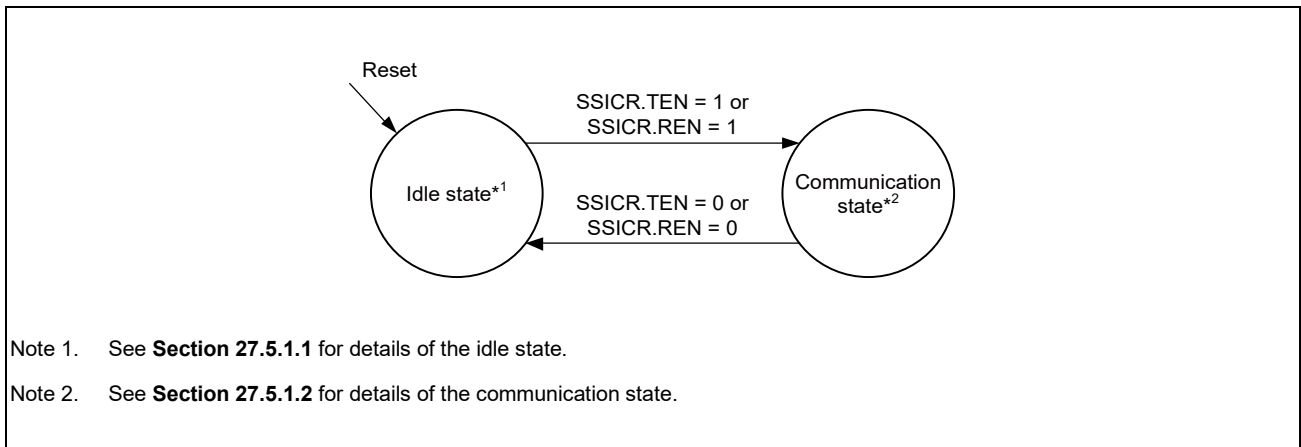 Reset
SSICR.TEN = 1 or
SSICR.REN = 1
Idle state*1
Communication
state*2
SSICR.TEN = 0 or
SSICR.REN = 0
Note 1. See Section 27.5.1.1 for details of the idle state.
Note 2. See Section 27.5.1.2 for details of the communication state.